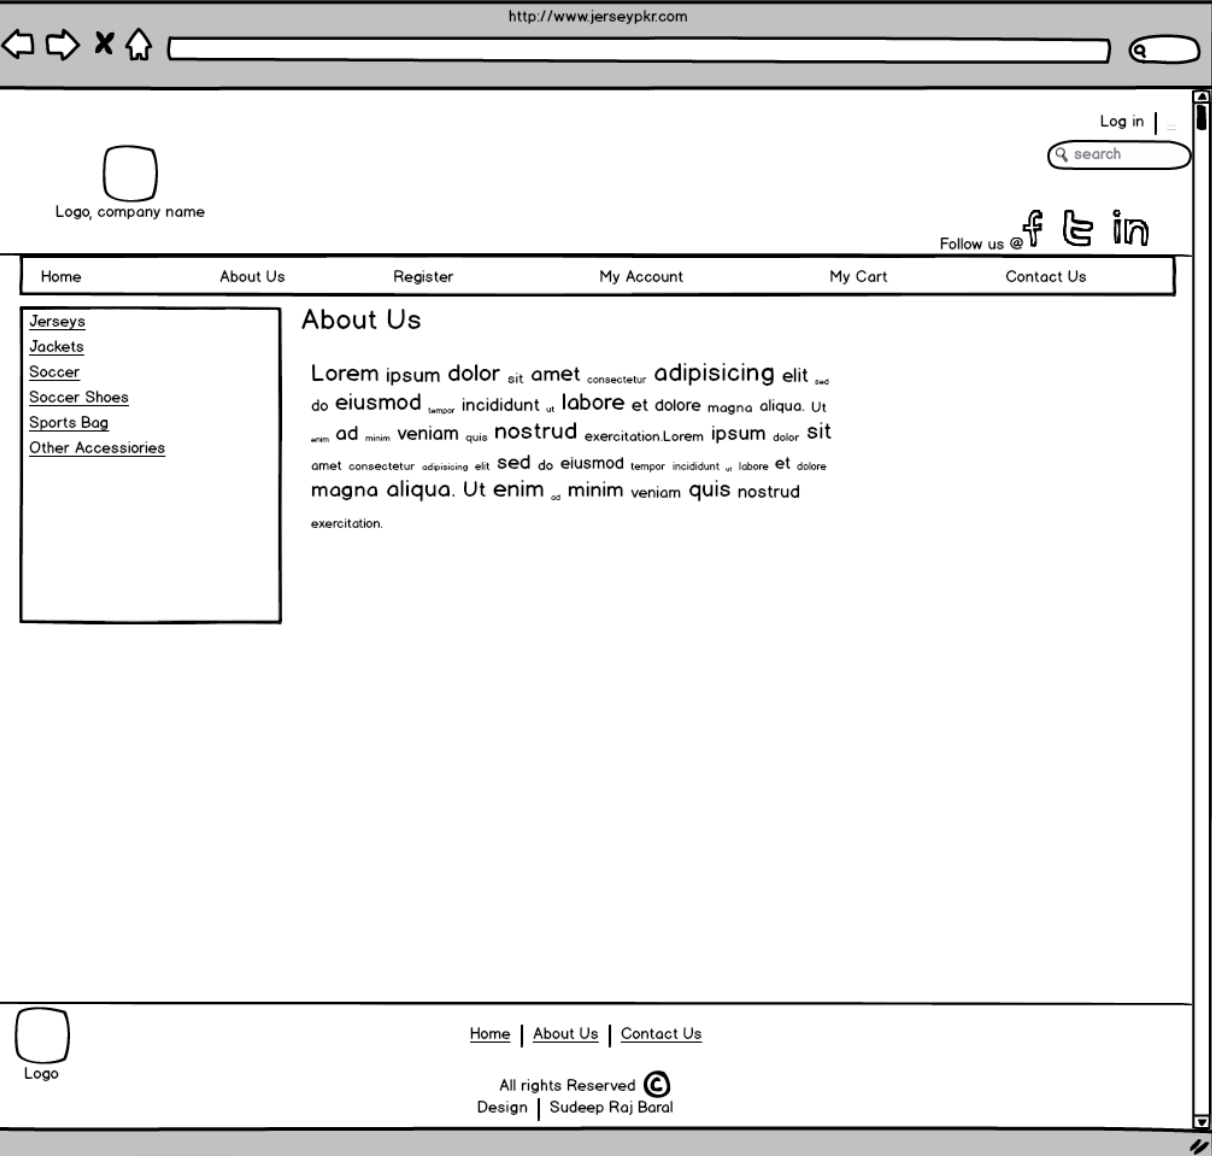 http://www.jerseypkr.com
Log in | ...
search
Logo, company name
Follow us @
Home About Us Register My Account My Cart Contact Us
Jerseys
Jackets
Soccer
Soccer Shoes
Sports Bag
Other Accessiories
About Us
Lorem ipsum dolor sit amet consectetur adipisicing elit sed
do eiusmod tempor incididunt ut labore et dolore magna aliqua. Ut
enim ad minim veniam quis nostrud exercitation.Lorem ipsum dolor sit
amet consectetur adipisicing elit sed do eiusmod tempor incididunt ut labore et dolore
magna aliqua. Ut enim ad minim veniam quis nostrud
exercitation.
Home | About Us | Contact Us
Logo
All rights Reserved ©
Design | Sudeep Raj Baral